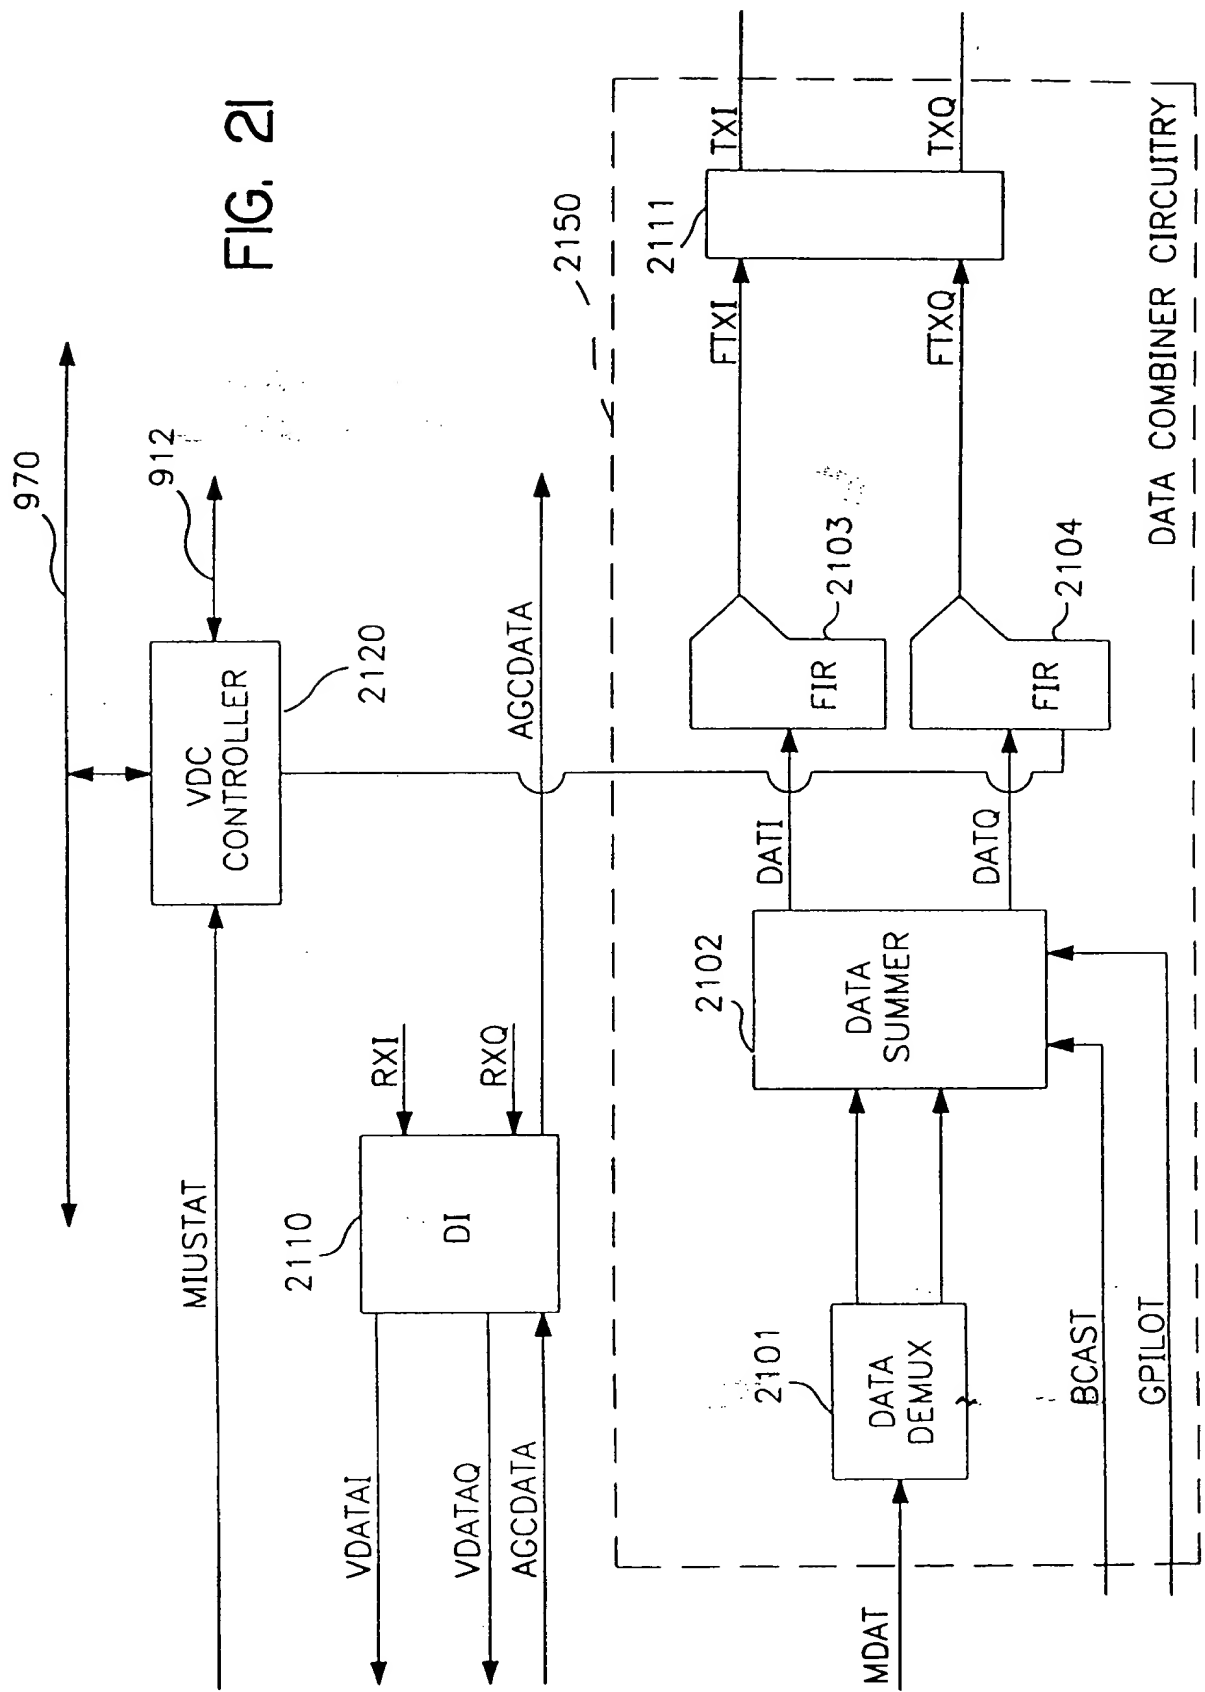 FIG. 21
970
912
VDC
CONTROLLER
2120
MIUSTAT
2110
DI
RXI
RXQ
VDATAI
VDATAQ
AGCDATA
AGCDATA
2150
MDAT
2101
DATA
DEMUX
2102
DATA
SUMMER
BCAST
GPILOT
DATI
DATQ
FIR
2103
FIR
2104
FTXI
FTXQ
2111
TXI
TXQ
DATA COMBINER CIRCUITRY